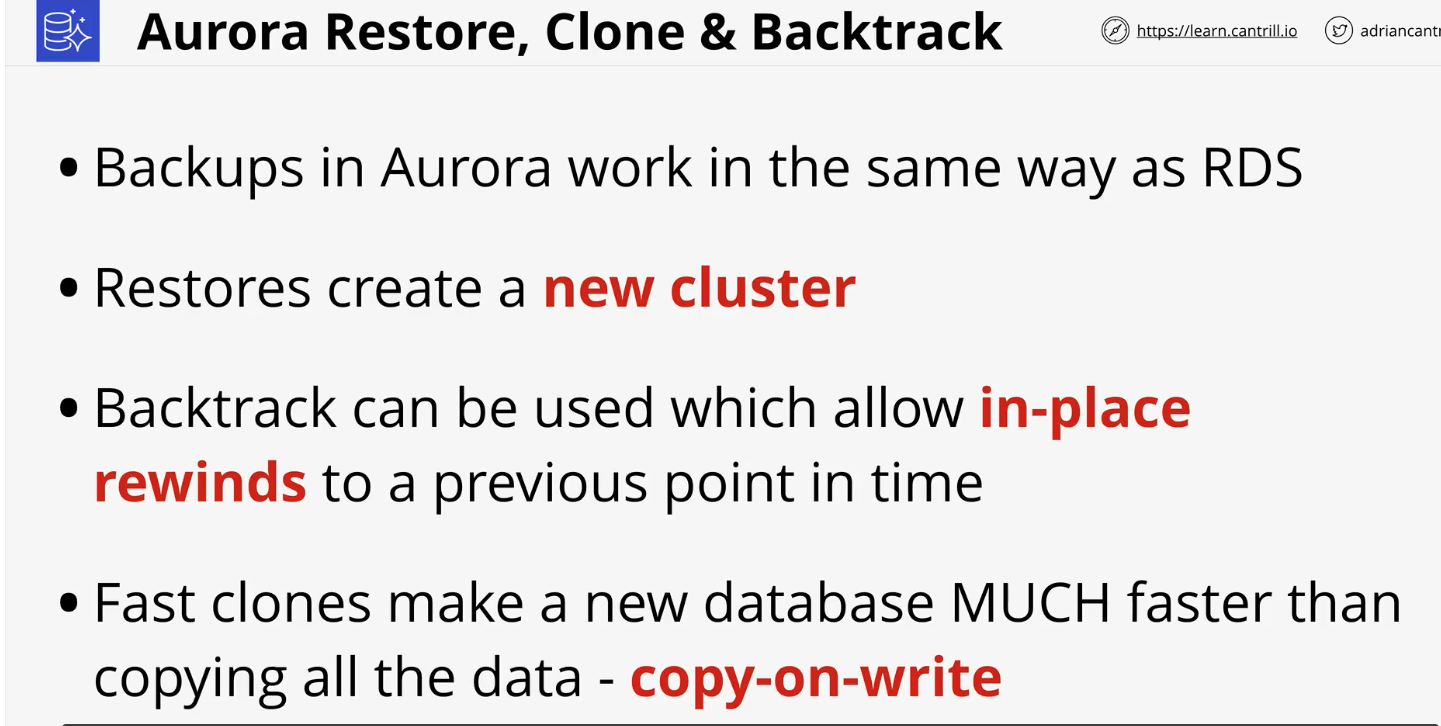 Aurora Restore, Clone & Backtrack
https://learn.cantrill.io
adriancantr
• Backups in Aurora work in the same way as RDS
• Restores create a new cluster
• Backtrack can be used which allow in-place
rewinds to a previous point in time
• Fast clones make a new database MUCH faster than
copying all the data - copy-on-write